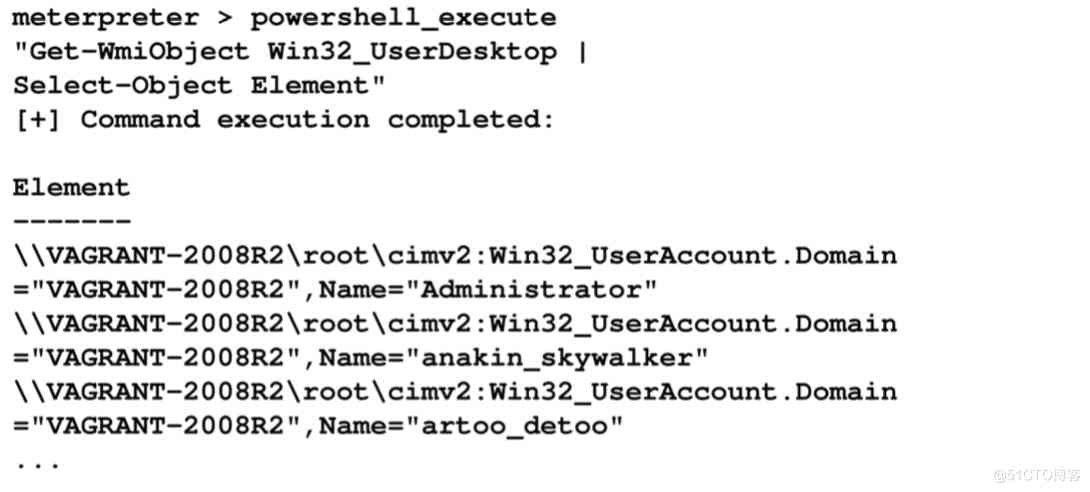 meterpreter > powershell_execute
"Get-WmiObject Win32_UserDesktop |
Select-Object Element"
[+] Command execution completed:
Element
-------
\\VAGRANT-2008R2\root\cimv2:Win32_UserAccount.Domain
="VAGRANT-2008R2",Name="Administrator"
\\VAGRANT-2008R2\root\cimv2:Win32_UserAccount.Domain
="VAGRANT-2008R2",Name="anakin_skywalker"
\\VAGRANT-2008R2\root\cimv2:Win32_UserAccount.Domain
="VAGRANT-2008R2",Name="artoo_detoo"
...
@51CTO博客